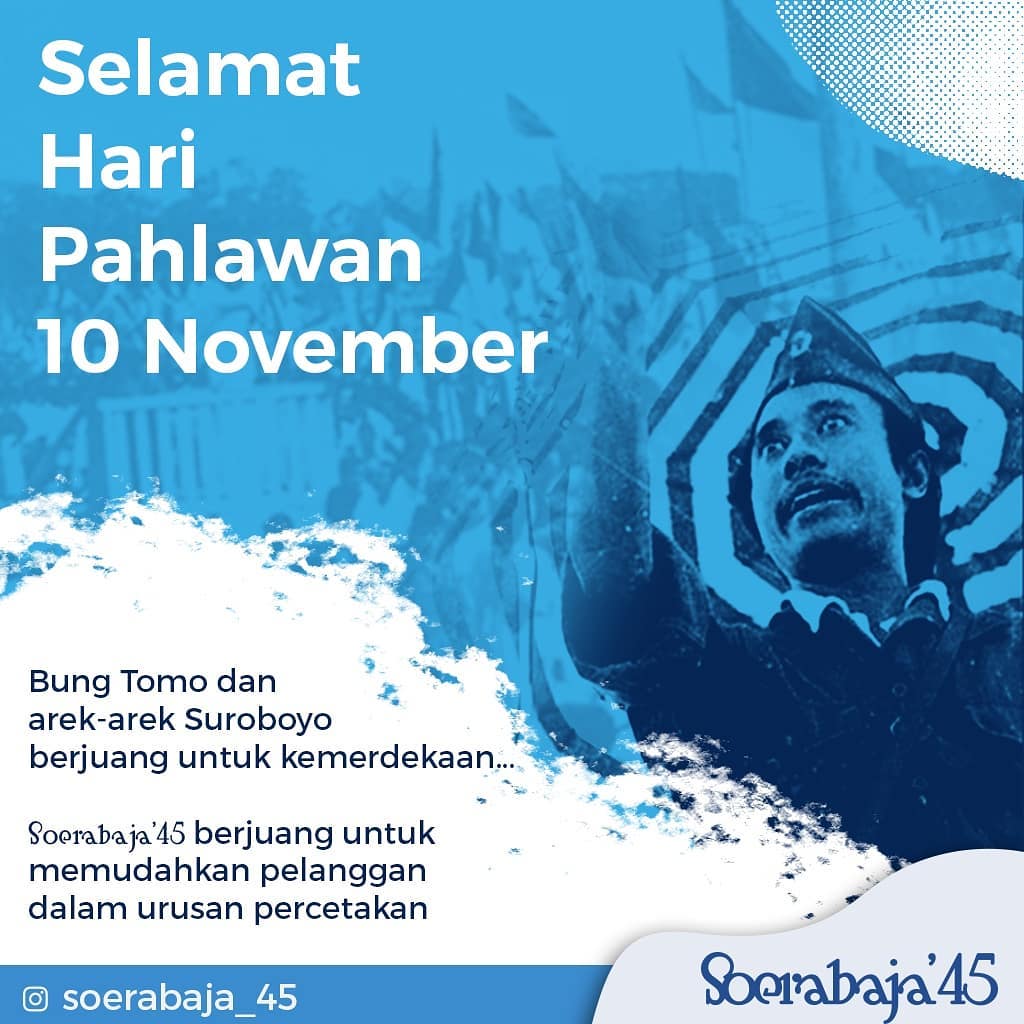 Selamat
Hari
Pahlawan
10 November
Bung Tomo dan
arek-arek Suroboyo
berjuang untuk kemerdekaan...
Soerabaja'45 berjuang untuk
memudahkan pelanggan
dalam urusan percetakan
soerabaja_45
Soerabaja'45